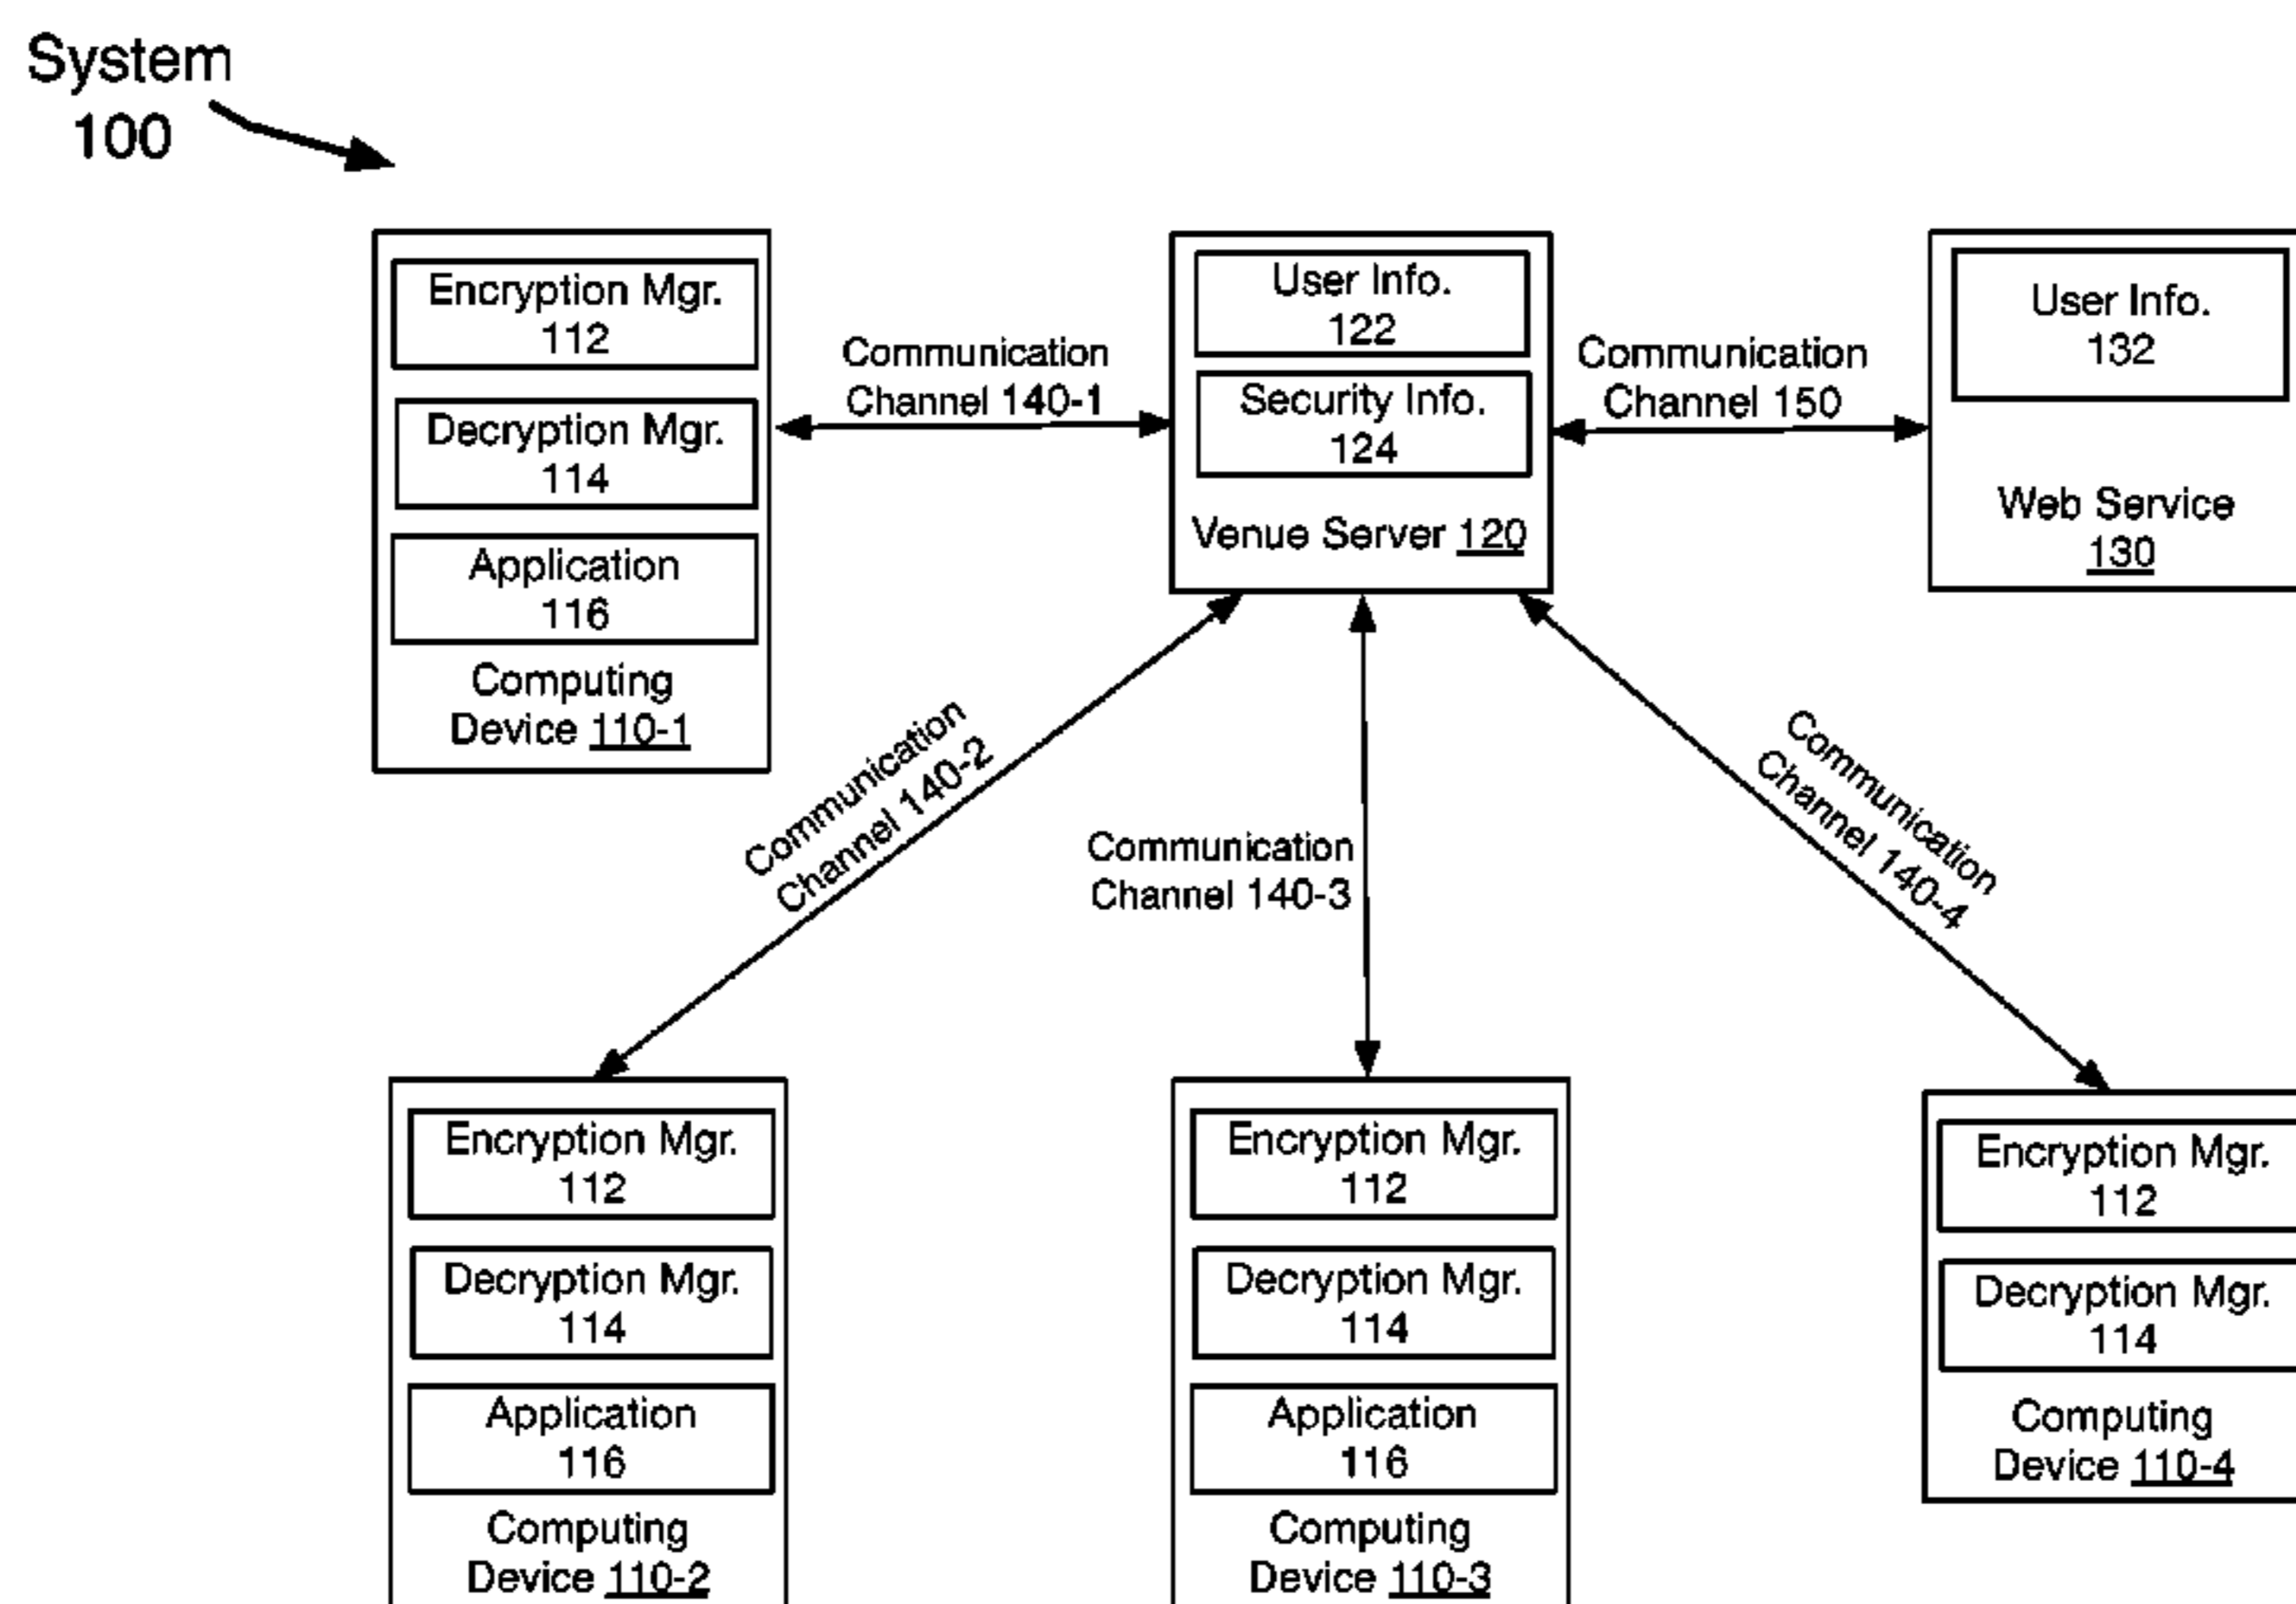 System
100
Encryption Mgr.
112
Decryption Mgr.
114
Application
116
Computing
Device 110-1
Communication
Channel 140-1
User Info.
122
Security Info.
124
Venue Server 120
Communication
Channel 150
User Info.
132
Web Service
130
Communication
Channel 140-2
Communication
Channel 140-3
Communication
Channel 140-4
Encryption Mgr.
112
Decryption Mgr.
114
Application
116
Computing
Device 110-2
Encryption Mgr.
112
Decryption Mgr.
114
Application
116
Computing
Device 110-3
Encryption Mgr.
112
Decryption Mgr.
114
Computing
Device 110-4